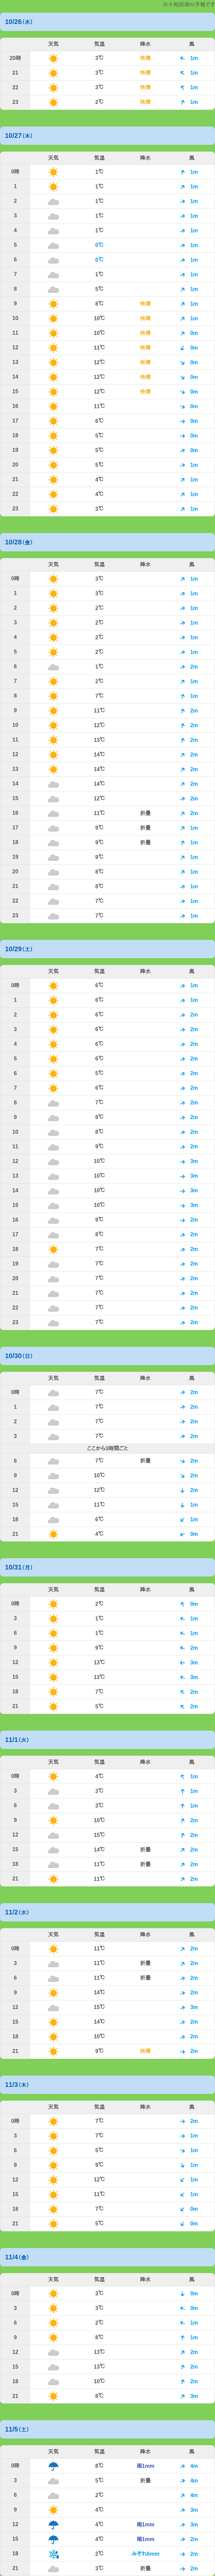 ※十和田湖の予報です
10/26(水)
天気 気温 降水 風
20時 3℃ 快晴 1m
21 3℃ 快晴 1m
22 3℃ 快晴 1m
23 2℃ 快晴 1m
10/27(木)
天気 気温 降水 風
0時 1℃ 1m
1 1℃ 1m
2 1℃ 1m
3 1℃ 1m
4 1℃ 1m
5 0℃ 1m
6 0℃ 1m
7 1℃ 1m
8 5℃ 1m
9 8℃ 快晴 1m
10 10℃ 快晴 1m
11 10℃ 快晴 0m
12 11℃ 快晴 0m
13 12℃ 快晴 0m
14 12℃ 快晴 0m
15 12℃ 快晴 0m
16 11℃ 0m
17 6℃ 0m
18 5℃ 0m
19 5℃ 0m
20 5℃ 1m
21 4℃ 1m
22 4℃ 1m
23 3℃ 1m
10/28(金)
天気 気温 降水 風
0時 3℃ 1m
1 3℃ 1m
2 2℃ 1m
3 2℃ 1m
4 2℃ 1m
5 2℃ 1m
6 1℃ 2m
7 2℃ 1m
8 7℃ 1m
9 11℃ 2m
10 12℃ 2m
11 13℃ 2m
12 14℃ 2m
13 14℃ 2m
14 14℃ 2m
15 12℃ 2m
16 11℃ 折畳 2m
17 9℃ 折畳 1m
18 9℃ 折畳 1m
19 9℃ 1m
20 8℃ 1m
21 8℃ 1m
22 7℃ 1m
23 7℃ 1m
10/29(土)
天気 気温 降水 風
0時 6℃ 1m
1 6℃ 1m
2 6℃ 2m
3 6℃ 2m
4 6℃ 2m
5 6℃ 2m
6 5℃ 2m
7 6℃ 2m
8 7℃ 2m
9 8℃ 2m
10 8℃ 2m
11 9℃ 2m
12 10℃ 3m
13 10℃ 3m
14 10℃ 3m
15 10℃ 3m
16 9℃ 2m
17 8℃ 2m
18 7℃ 2m
19 7℃ 2m
20 7℃ 2m
21 7℃ 2m
22 7℃ 2m
23 7℃ 2m
10/30(日)
天気 気温 降水 風
0時 7℃ 2m
1 7℃ 2m
2 7℃ 2m
3 7℃ 2m
ここから3時間ごと
6 7℃ 折畳 2m
9 10℃ 2m
12 12℃ 2m
15 11℃ 1m
18 6℃ 1m
21 4℃ 0m
10/31(月)
天気 気温 降水 風
0時 2℃ 0m
3 1℃ 1m
6 1℃ 1m
9 9℃ 2m
12 13℃ 3m
15 13℃ 3m
18 7℃ 2m
21 5℃ 2m
11/1(火)
天気 気温 降水 風
0時 4℃ 1m
3 3℃ 1m
6 3℃ 1m
9 10℃ 2m
12 15℃ 2m
15 14℃ 折畳 2m
18 11℃ 折畳 2m
21 11℃ 2m
11/2(水)
天気 気温 降水 風
0時 11℃ 2m
3 11℃ 折畳 2m
6 11℃ 折畳 2m
9 14℃ 2m
12 15℃ 3m
15 14℃ 2m
18 10℃ 2m
21 9℃ 快晴 2m
11/3(木)
天気 気温 降水 風
0時 7℃ 2m
3 7℃ 1m
6 5℃ 1m
9 9℃ 1m
12 12℃ 1m
15 11℃ 1m
18 7℃ 0m
21 5℃ 0m
11/4(金)
天気 気温 降水 風
0時 3℃ 0m
3 3℃ 0m
6 2℃ 1m
9 8℃ 1m
12 13℃ 2m
15 13℃ 2m
18 10℃ 2m
21 8℃ 3m
11/5(土)
天気 気温 降水 風
0時 8℃ 雨1mm 4m
3 5℃ 折畳 4m
6 2℃ 4m
9 4℃ 3m
12 4℃ 雨1mm 3m
15 4℃ 雨1mm 2m
18 2℃ みぞれ6mm 2m
21 3℃ 折畳 2m